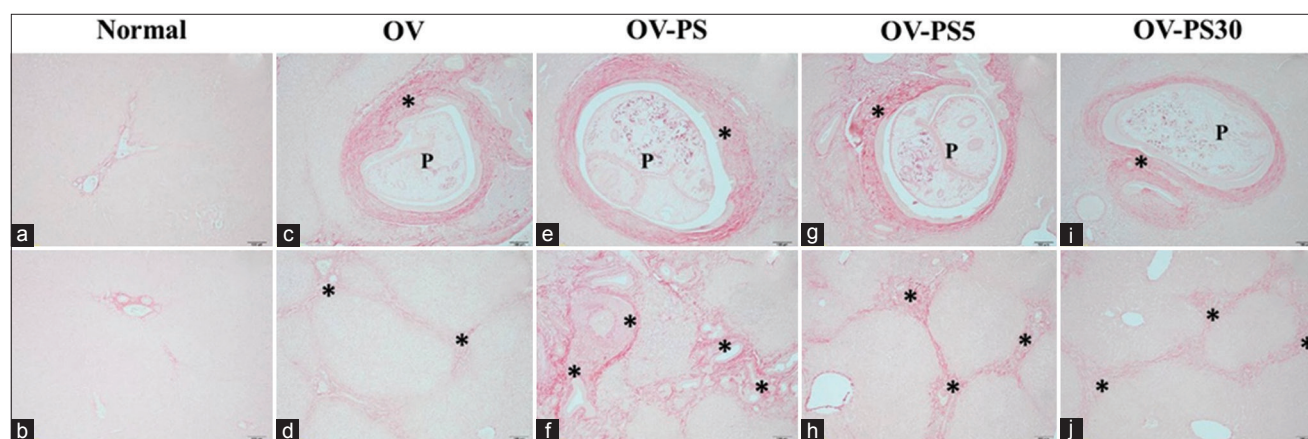 Normal OV OV-PS OV-PS5 OV-PS30
* * * * *
P P P P
a c e g i
* * * * * * * * * * * *
b d f h j